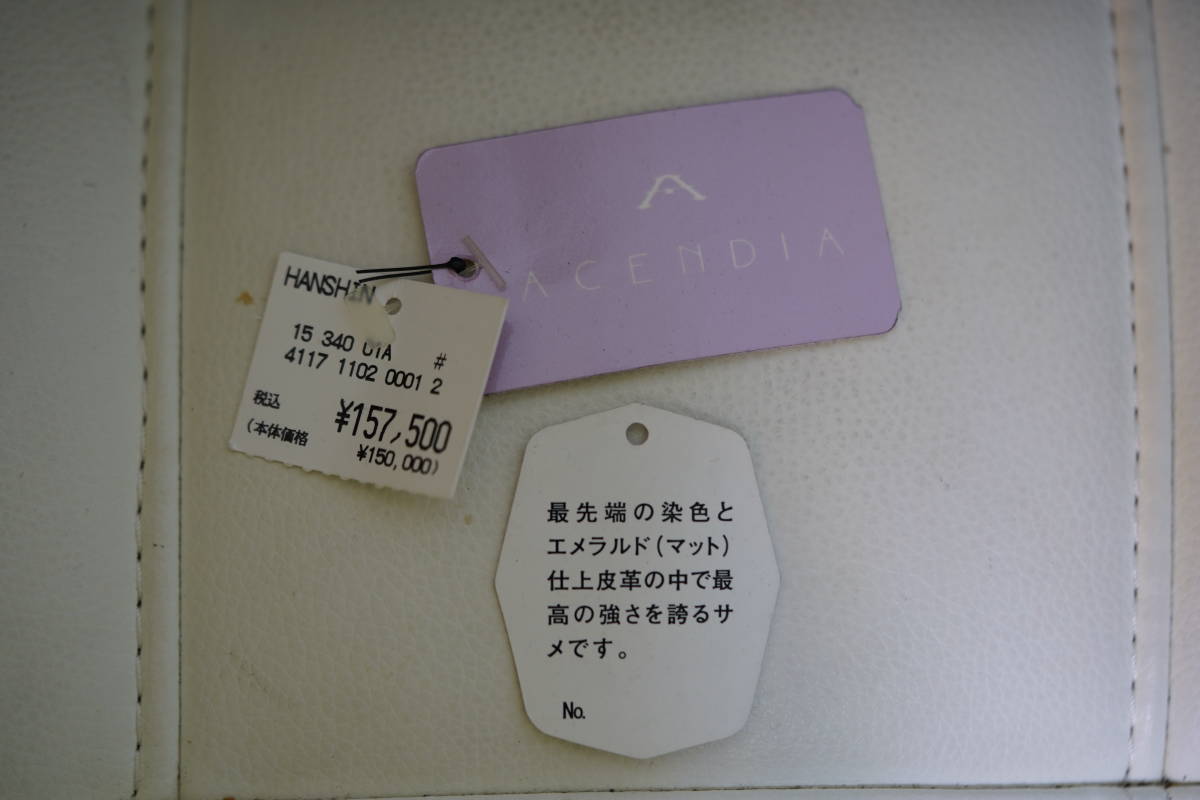 ACENDIA
HANSHIN
15 340 01A #
4117 1102 0001 2
税込 ¥157,500
(本体価格 ¥150,000)
最先端の染色と
エメラルド(マット)
仕上皮革の中で最
高の強さを誇るサ
メです。
No.